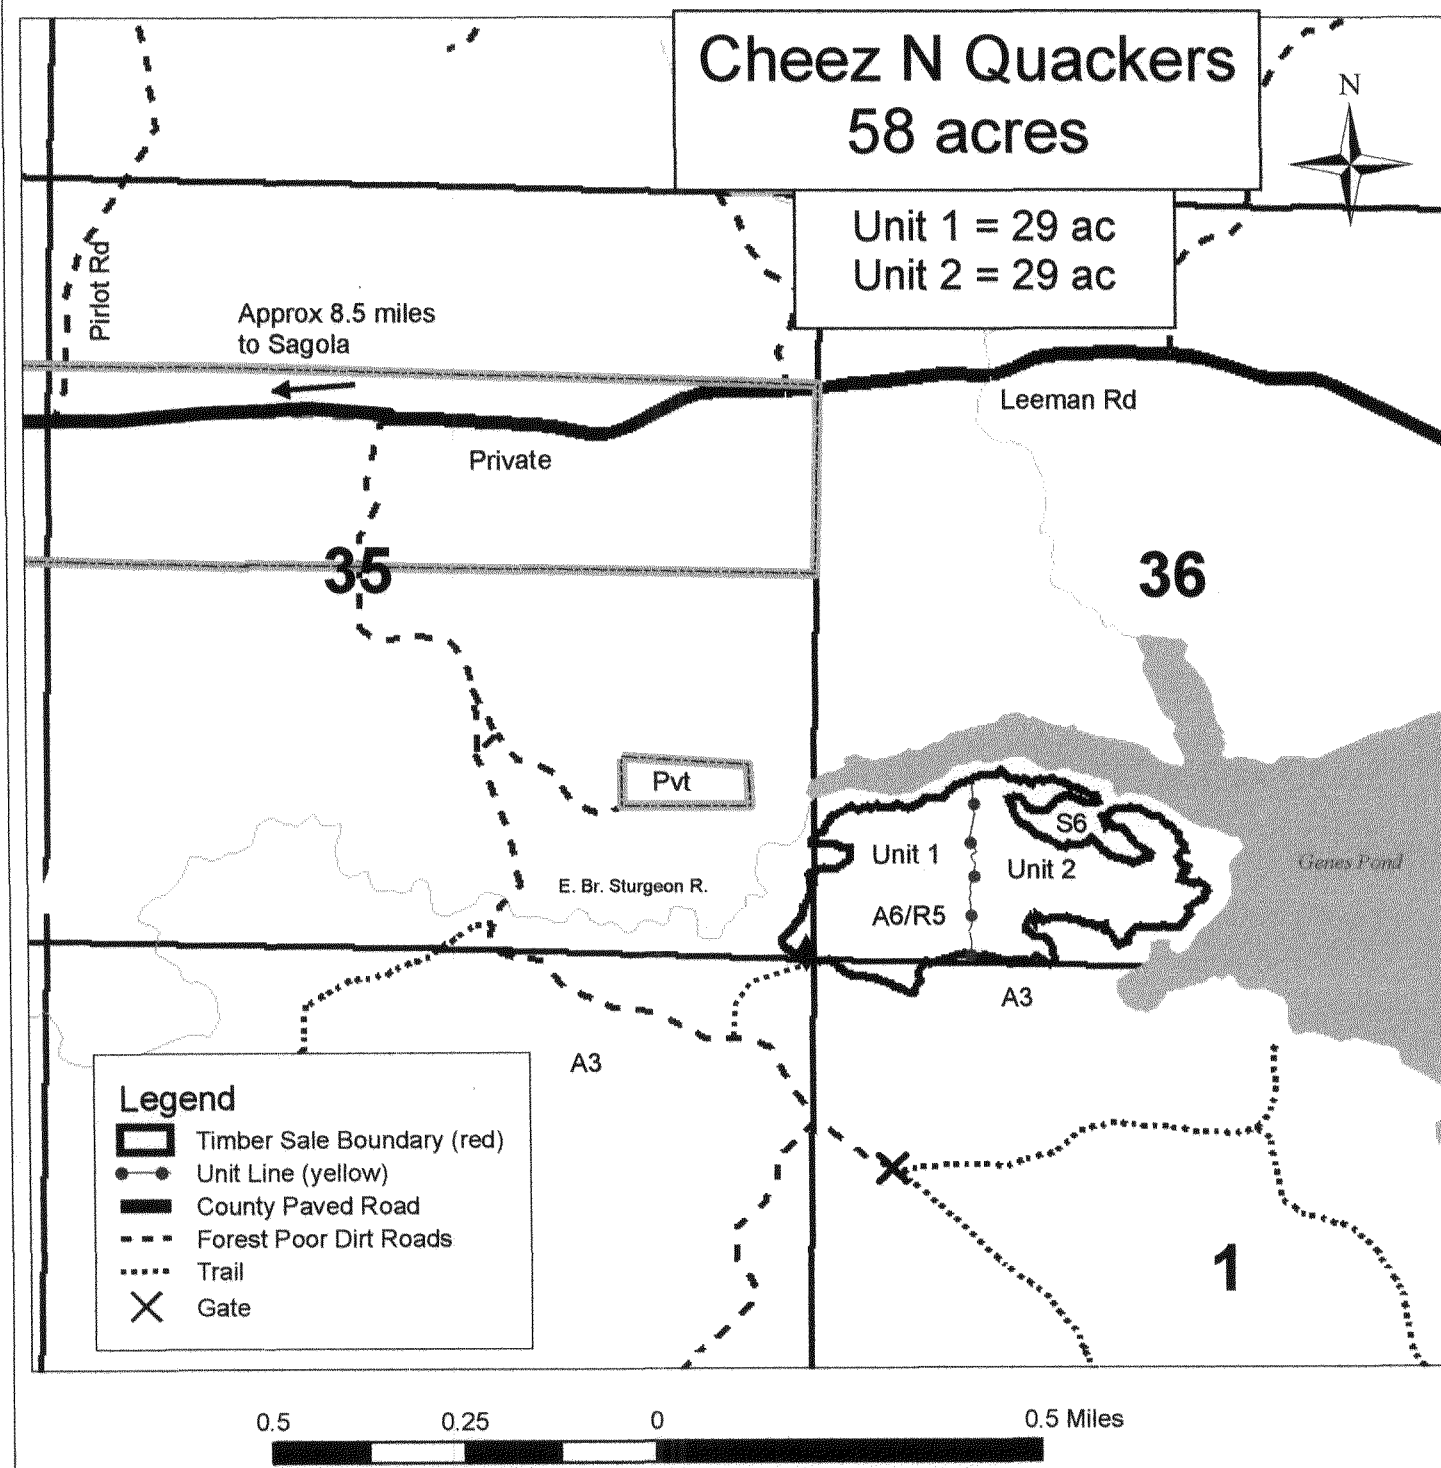 Cheez N Quackers
58 acres
N
Unit 1 = 29 ac
Unit 2 = 29 ac
Pirlot Rd
Approx 8.5 miles
to Sagola
Leeman Rd
Private
35
36
Pvt
S6
Unit 1
Unit 2
Genes Pond
E. Br. Sturgeon R.
A6/R5
A3
A3
Legend
Timber Sale Boundary (red)
Unit Line (yellow)
County Paved Road
Forest Poor Dirt Roads
Trail
Gate
1
0.5 0.25 0 0.5 Miles